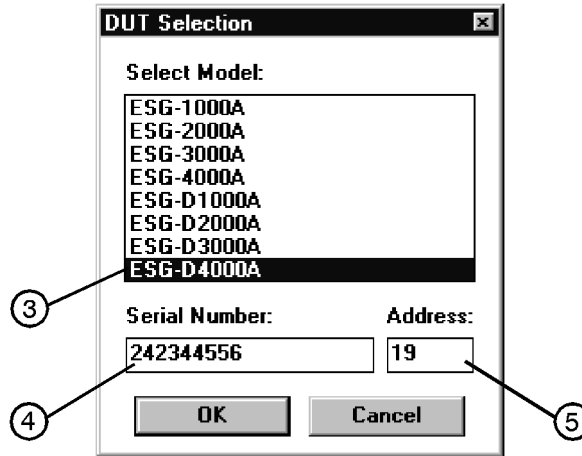 DUT Selection
Select Model:
ESG-1000A
ESG-2000A
ESG-3000A
ESG-4000A
ESG-D1000A
ESG-D2000A
ESG-D3000A
ESG-D4000A
3
Serial Number: Address:
242344556 19
4 OK Cancel 5